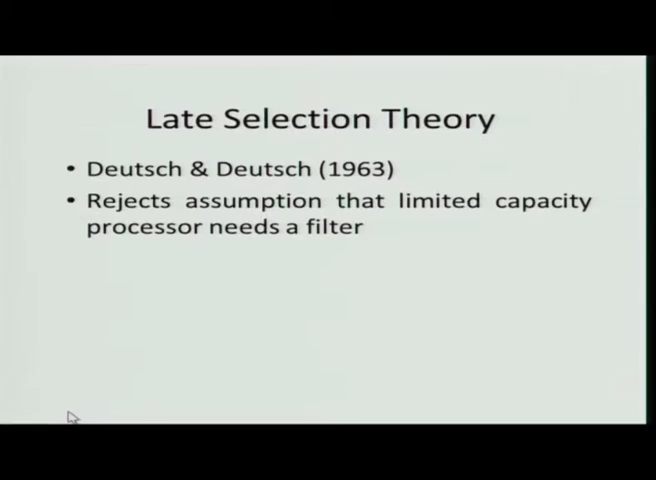 Late Selection Theory
• Deutsch & Deutsch (1963)
• Rejects assumption that limited capacity
processor needs a filter